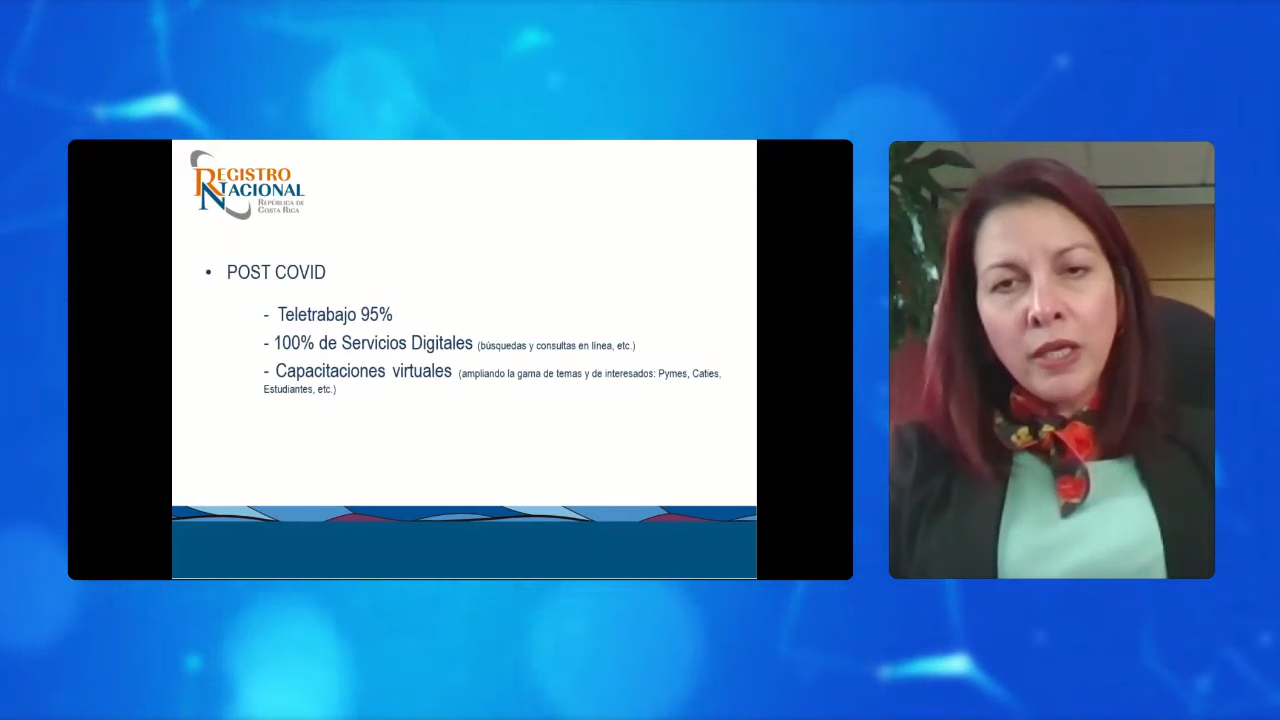 REGISTRO
NACIONAL
REPÚBLICA DE
COSTA RICA
• POST COVID
- Teletrabajo 95%
- 100% de Servicios Digitales (búsquedas y consultas en línea, etc.)
- Capacitaciones virtuales (ampliando la gama de temas y de interesados: Pymes, Caties,
Estudiantes, etc.)